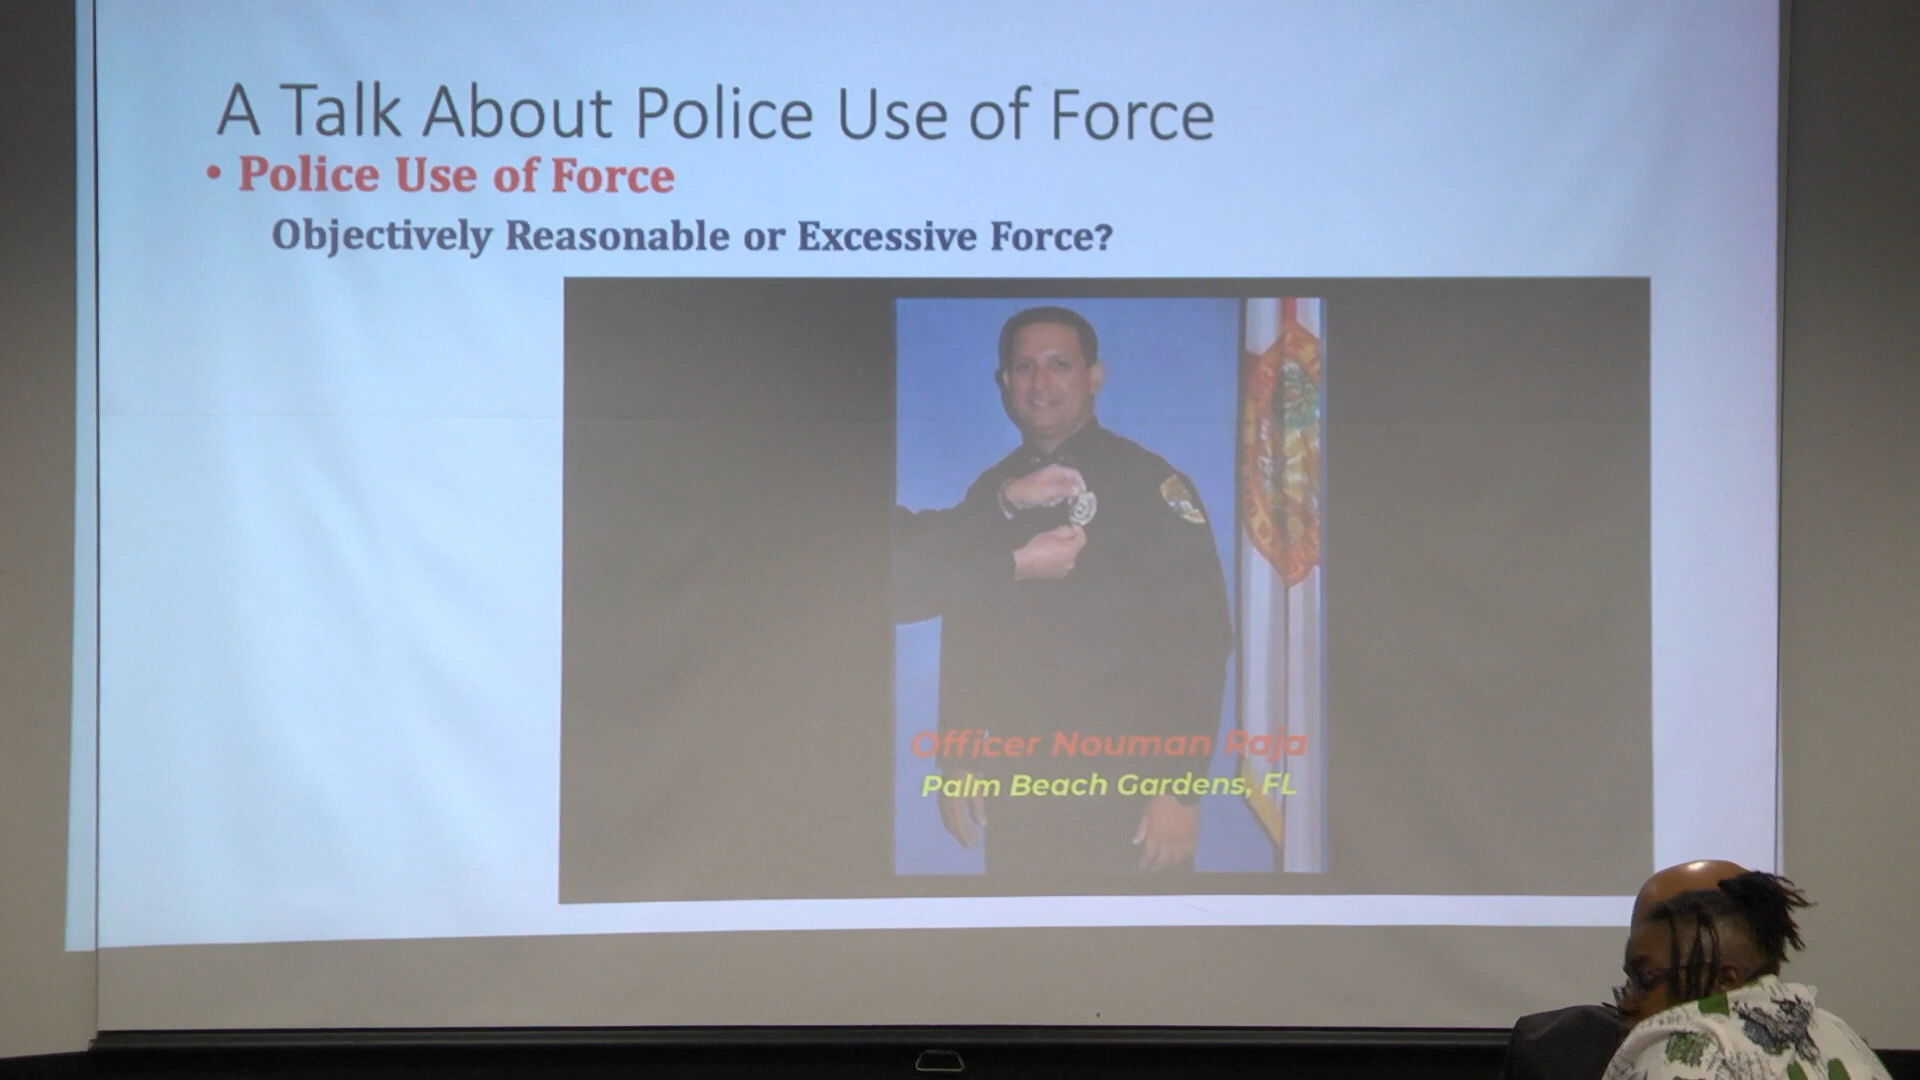 A Talk About Police Use of Force
• Police Use of Force
Objectively Reasonable or Excessive Force?
Officer Nouman Raja
Palm Beach Gardens, FL